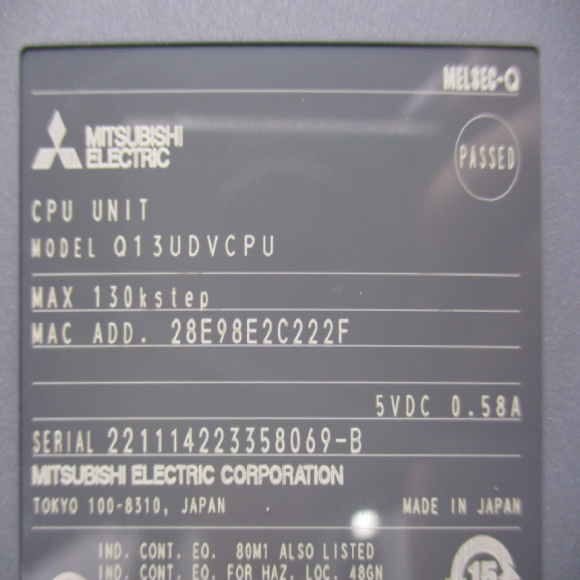 MELSEC-Q
MITSUBISHI
ELECTRIC
PASSED
CPU UNIT
MODEL Q13UDVCPU
MAX 130kstep
MAC ADD. 28E98E2C222F
5VDC 0.58A
SERIAL 221114223358069-B
MITSUBISHI ELECTRIC CORPORATION
TOKYO 100-8310, JAPAN MADE IN JAPAN
IND. CONT. EQ. 80M1 ALSO LISTED
IND. CONT. EQ. FOR HAZ. LOC. 48GN
15